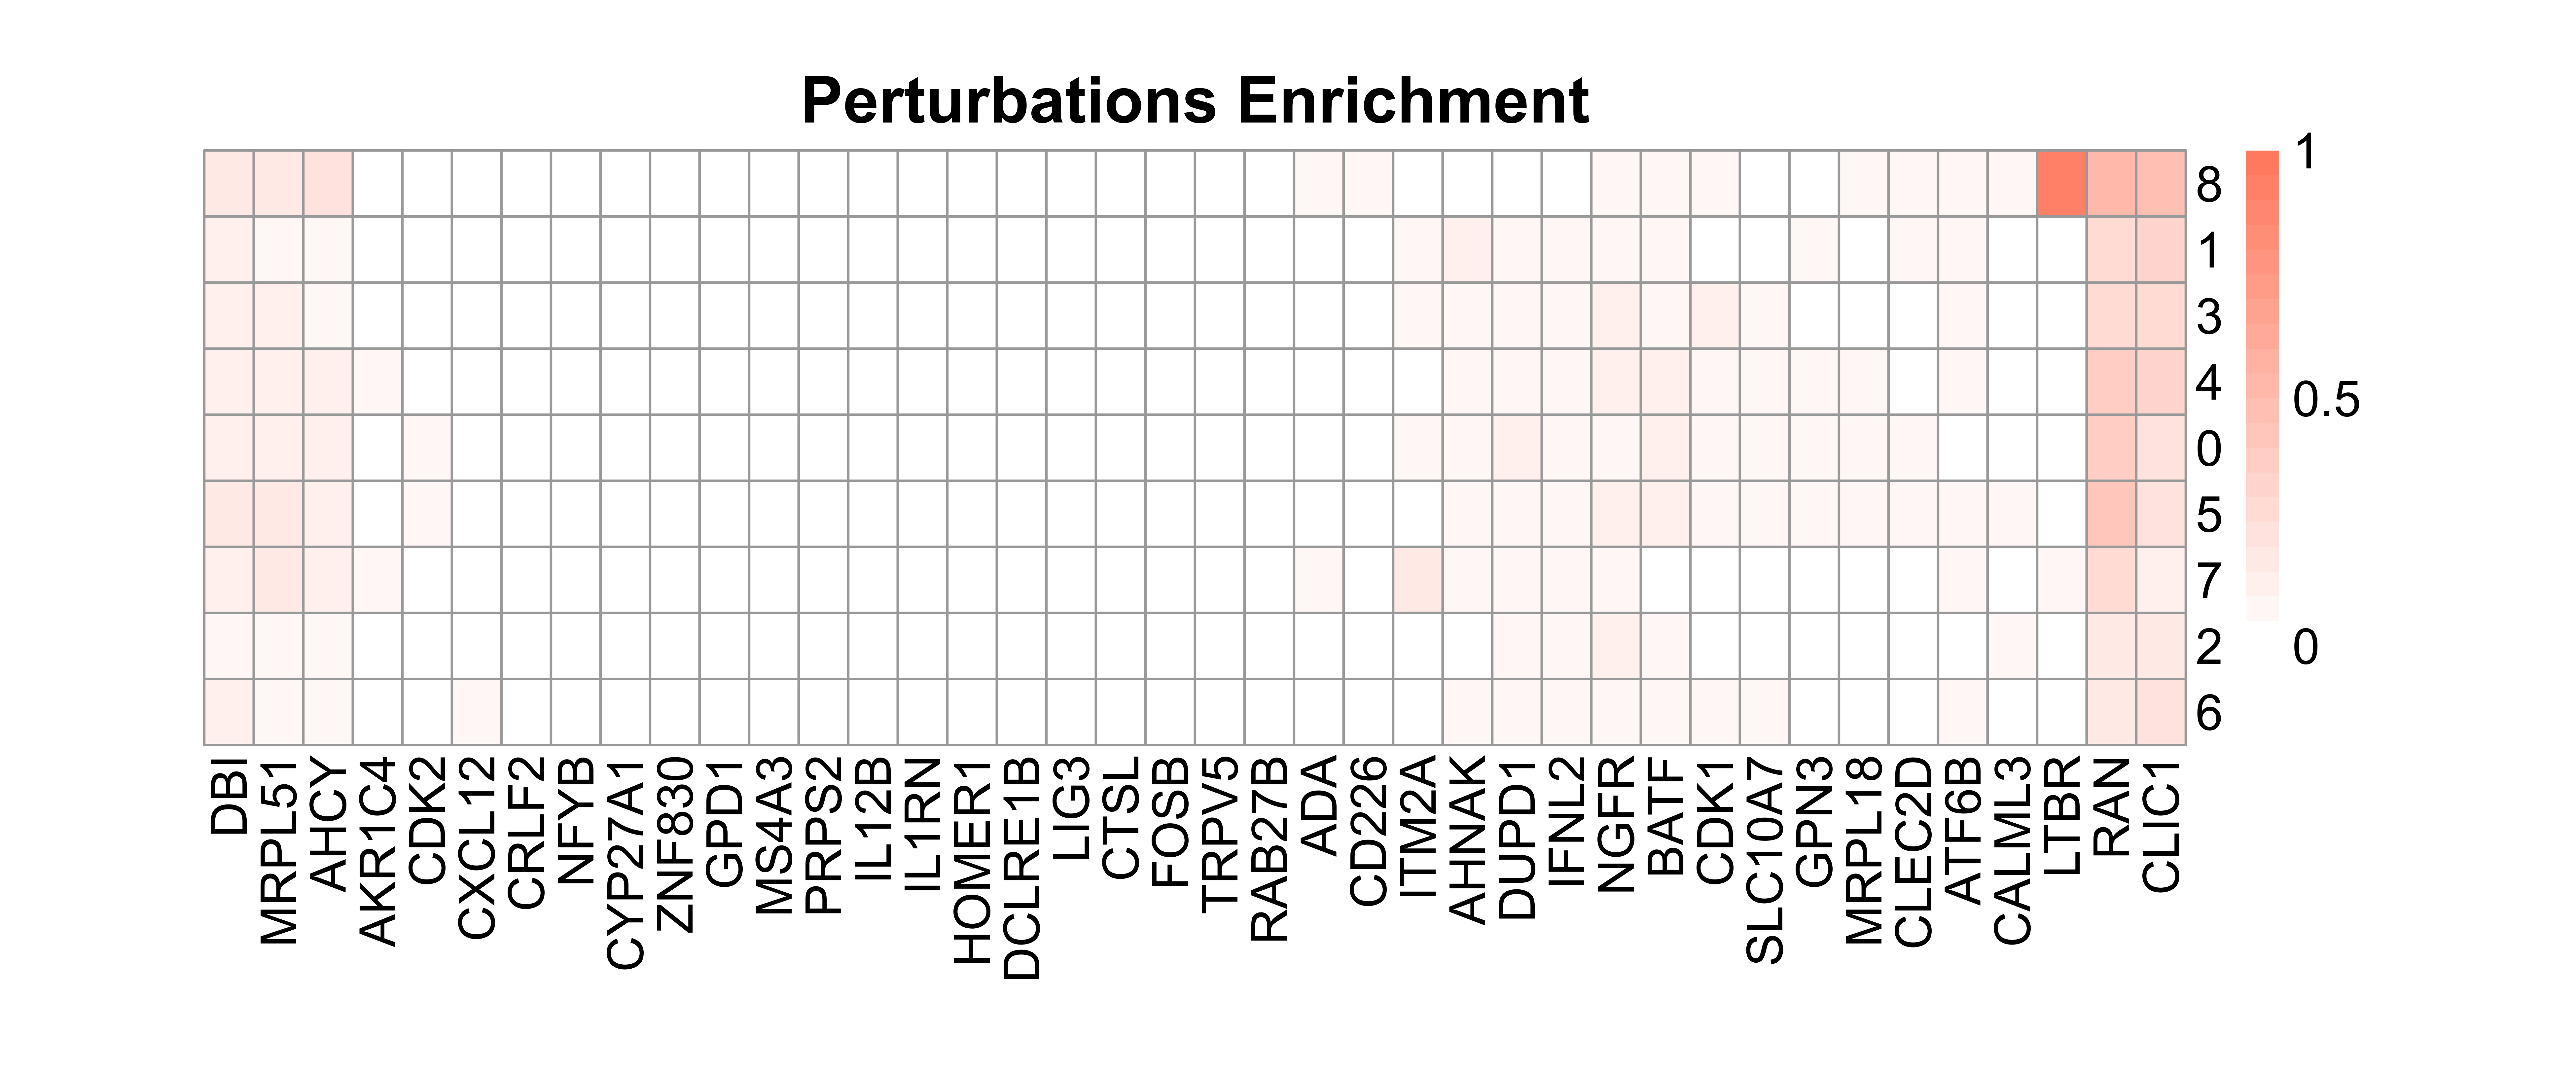 Perturbations Enrichment
8
1
3
4
0
5
7
2
6
1
0.5
0
DBI
MRPL51
AHCY
AKR1C4
CDK2
CXCL12
CRLF2
NFYB
CYP27A1
ZNF830
GPD1
MS4A3
PRPS2
IL12B
IL1RN
HOMER1
DCLRE1B
LIG3
CTSL
FOSB
TRPV5
RAB27B
ADA
CD226
ITM2A
AHNAK
DUPD1
IFNL2
NGFR
BATF
CDK1
SLC10A7
GPN3
MRPL18
CLEC2D
ATF6B
CALML3
LTBR
RAN
CLIC1